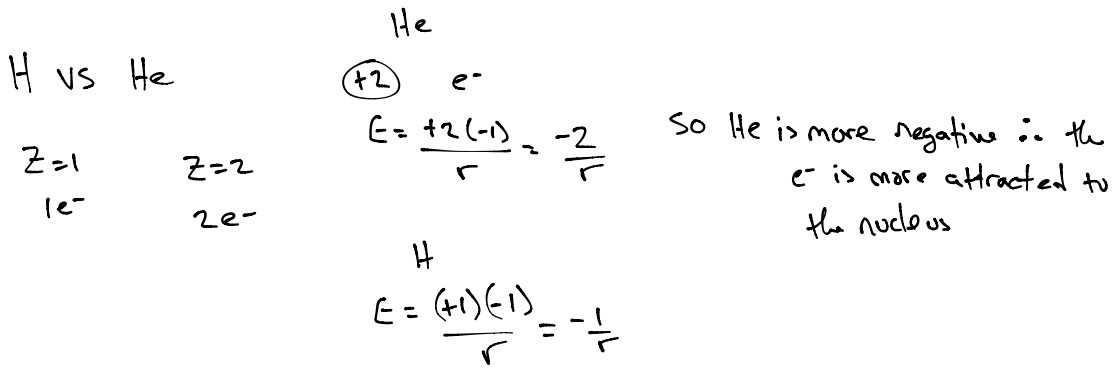 H vs He
Z=1 Z=2
1e- 2e-
He
+2 e-
E = +2(-1)/r = -2/r
H
E = (+1)(-1)/r = -1/r
So He is more negative ∴ the
e- is more attracted to
the nucleus